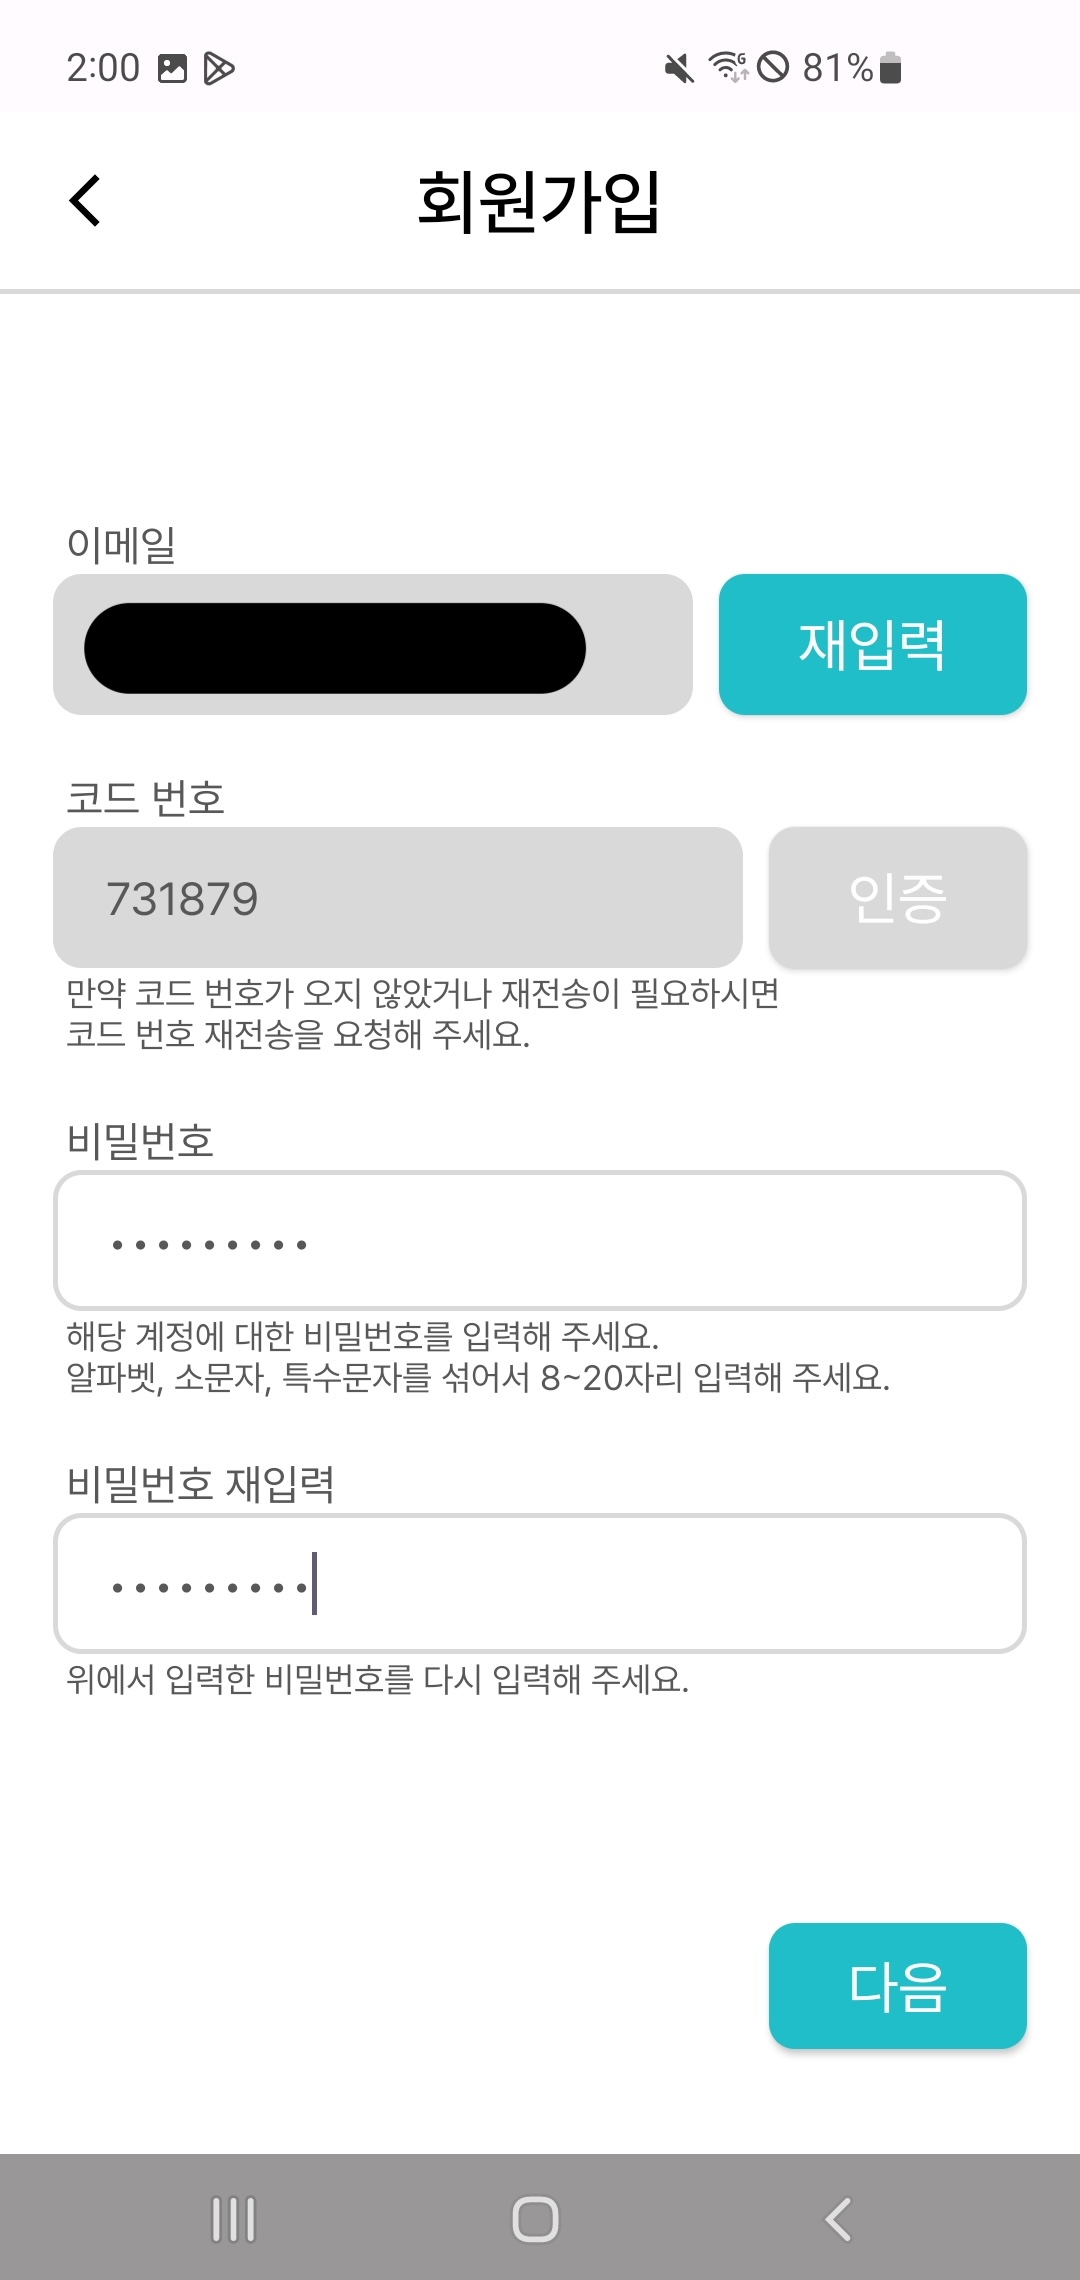 2:00
81%
회원가입
이메일
재입력
코드 번호
731879
인증
만약 코드 번호가 오지 않았거나 재전송이 필요하시면
코드 번호 재전송을 요청해 주세요.
비밀번호
•••••••••
해당 계정에 대한 비밀번호를 입력해 주세요.
알파벳, 소문자, 특수문자를 섞어서 8~20자리 입력해 주세요.
비밀번호 재입력
•••••••••
위에서 입력한 비밀번호를 다시 입력해 주세요.
다음